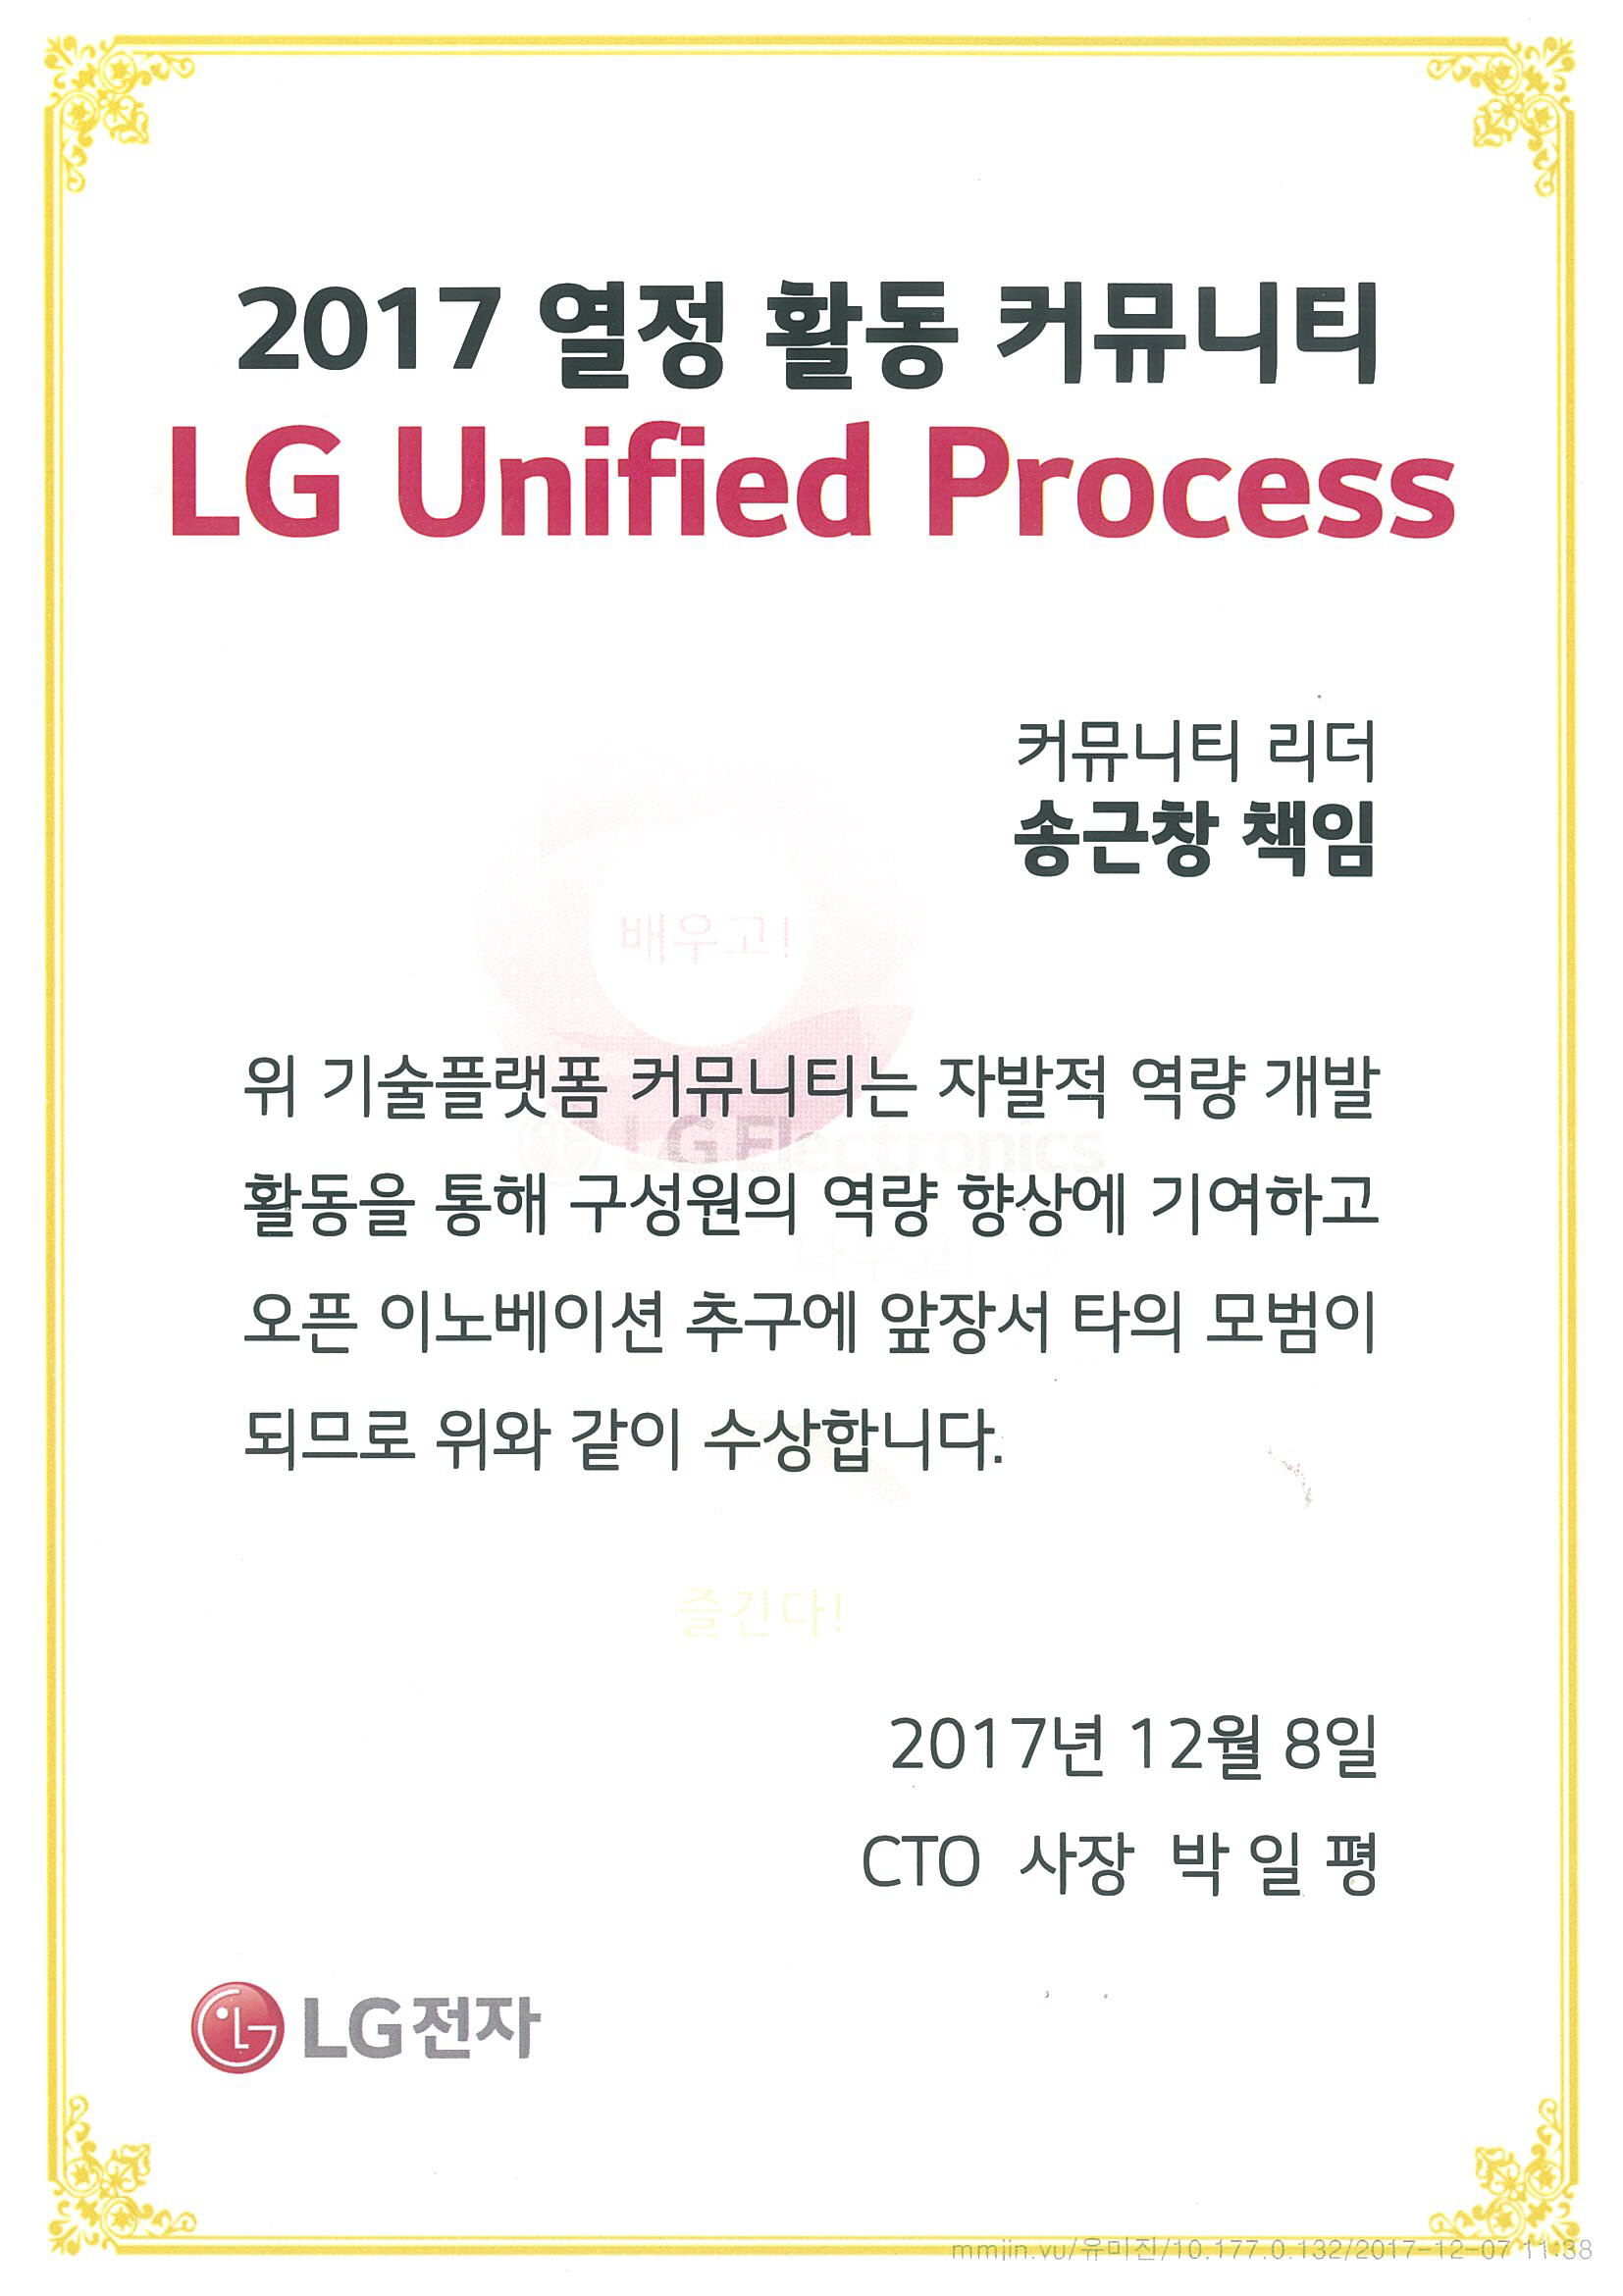 2017 열정 활동 커뮤니티
LG Unified Process
커뮤니티 리더
송근창 책임
배우고!
위 기술플랫폼 커뮤니티는 자발적 역량 개발
LG Electronics
활동을 통해 구성원의 역량 향상에 기여하고
나누고!
오픈 이노베이션 추구에 앞장서 타의 모범이
되므로 위와 같이 수상합니다.
즐긴다!
2017년 12월 8일
CTO 사장 박 일 평
LG전자
mmjin.vu/유미진/10.177.0.132/2017-12-07 11:38